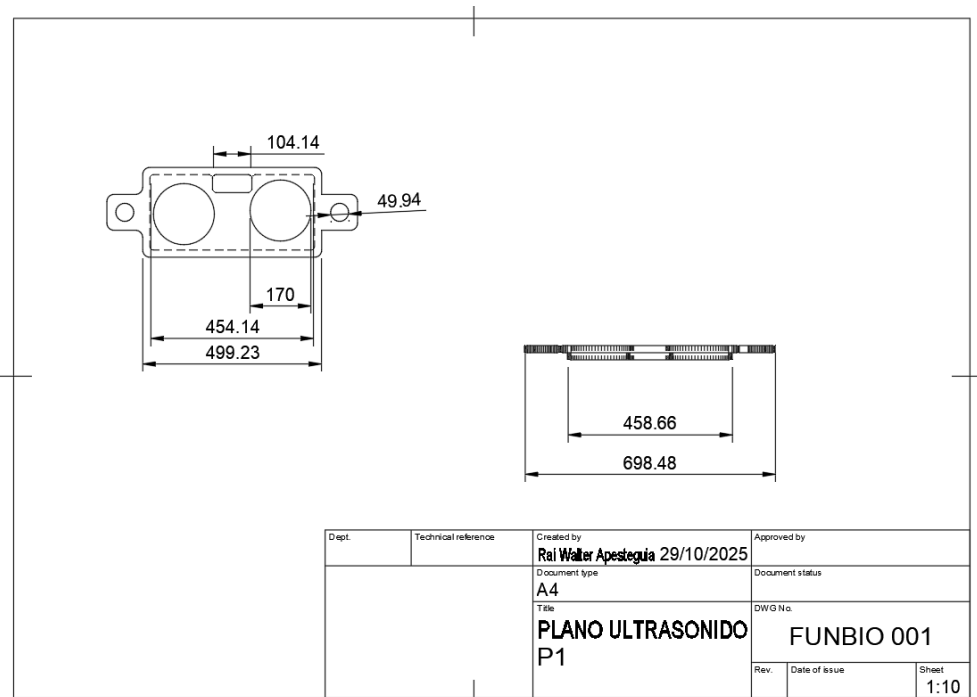 104.14
49.94
170
454.14
499.23
458.66
698.48
Dept.
Technical reference
Created by
Rai Walter Apesteguia 29/10/2025
Approved by
Document type
A4
Document status
Title
PLANO ULTRASONIDO
P1
DWG No.
FUNBIO 001
Rev.
Date of issue
Sheet
1:10